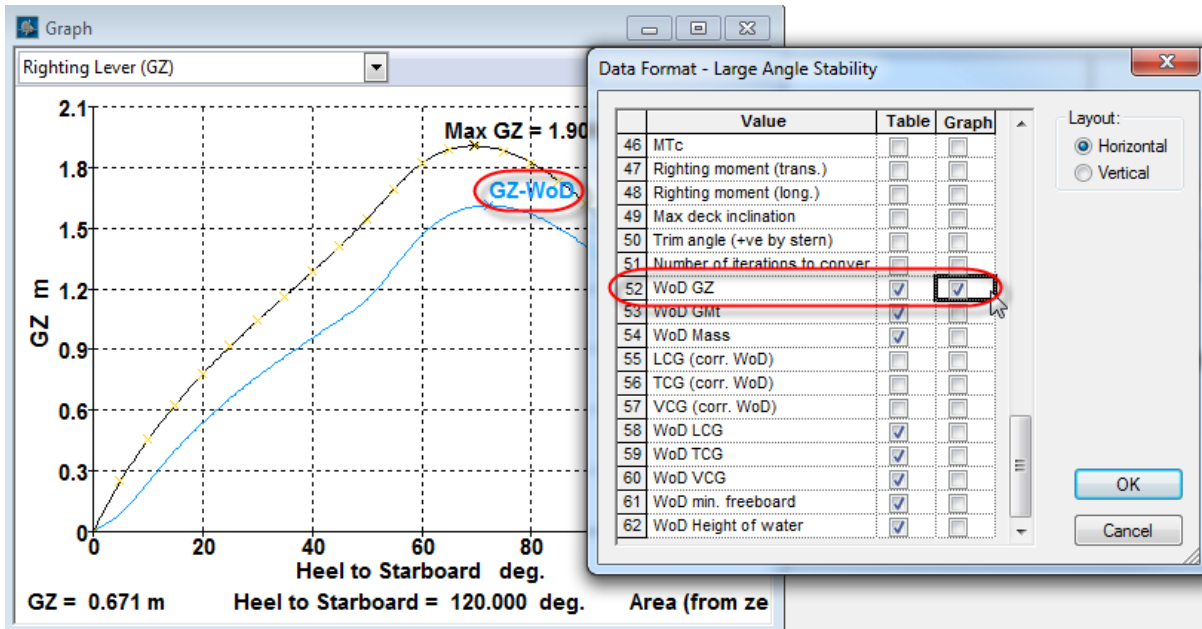 Graph
Righting Lever (GZ)
2.1
1.8
1.5
1.2
0.9
0.6
0.3
0
GZ m
Max GZ = 1.90
GZ-WoD
0 20 40 60 80
Heel to Starboard deg.
GZ = 0.671 m Heel to Starboard = 120.000 deg. Area (from ze
Data Format - Large Angle Stability
Value Table Graph
46 MTc
47 Righting moment (trans.)
48 Righting moment (long.)
49 Max deck inclination
50 Trim angle (+ve by stern)
51 Number of iterations to conver
52 WoD GZ
53 WoD GMt
54 WoD Mass
55 LCG (corr. WoD)
56 TCG (corr. WoD)
57 VCG (corr. WoD)
58 WoD LCG
59 WoD TCG
60 WoD VCG
61 WoD min. freeboard
62 WoD Height of water
Layout:
Horizontal
Vertical
OK
Cancel